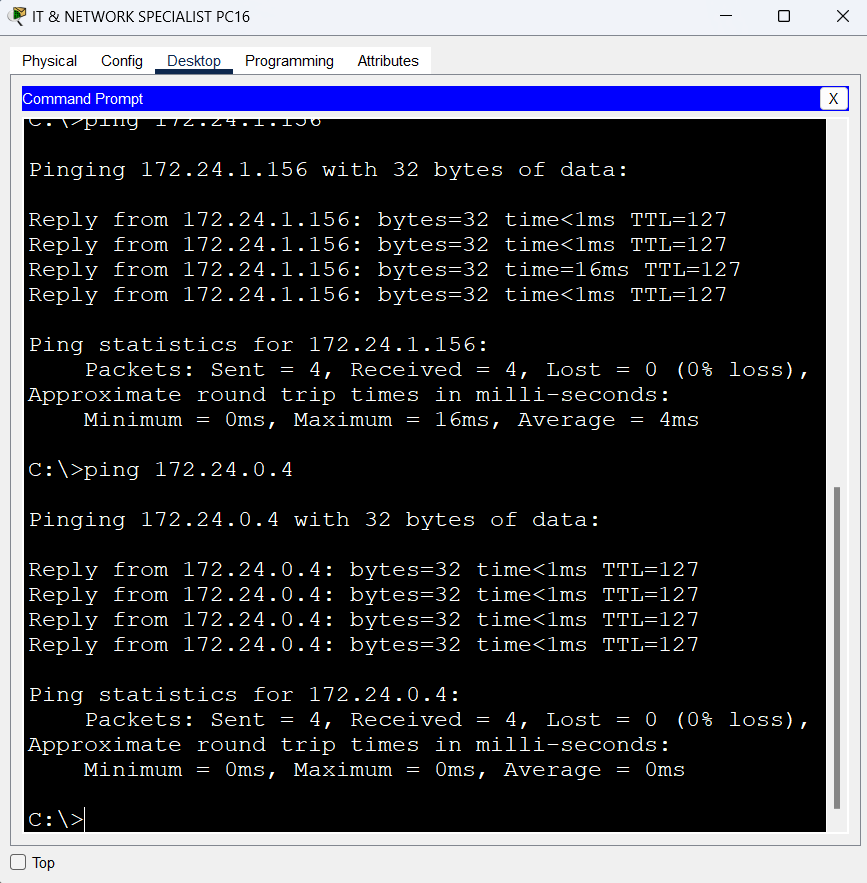 IT & NETWORK SPECIALIST PC16
Physical Config Desktop Programming Attributes
Command Prompt X
C:\>ping 172.24.1.156
Pinging 172.24.1.156 with 32 bytes of data:
Reply from 172.24.1.156: bytes=32 time<1ms TTL=127
Reply from 172.24.1.156: bytes=32 time<1ms TTL=127
Reply from 172.24.1.156: bytes=32 time=16ms TTL=127
Reply from 172.24.1.156: bytes=32 time<1ms TTL=127
Ping statistics for 172.24.1.156:
Packets: Sent = 4, Received = 4, Lost = 0 (0% loss),
Approximate round trip times in milli-seconds:
Minimum = 0ms, Maximum = 16ms, Average = 4ms
C:\>ping 172.24.0.4
Pinging 172.24.0.4 with 32 bytes of data:
Reply from 172.24.0.4: bytes=32 time<1ms TTL=127
Reply from 172.24.0.4: bytes=32 time<1ms TTL=127
Reply from 172.24.0.4: bytes=32 time<1ms TTL=127
Reply from 172.24.0.4: bytes=32 time<1ms TTL=127
Ping statistics for 172.24.0.4:
Packets: Sent = 4, Received = 4, Lost = 0 (0% loss),
Approximate round trip times in milli-seconds:
Minimum = 0ms, Maximum = 0ms, Average = 0ms
C:\>
Top